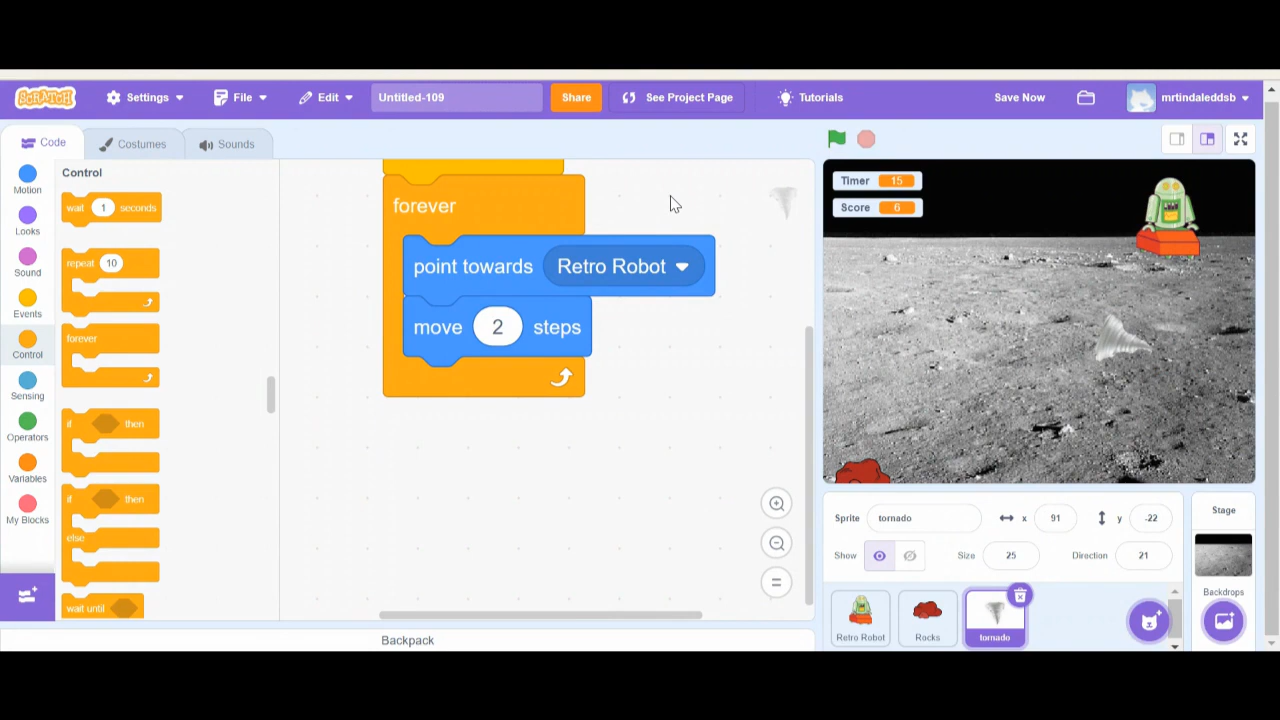 SCRATCH
Settings
File
Edit
Untitled-109
Share
See Project Page
Tutorials
Save Now
mrtindaleddsb
Code
Costumes
Sounds
Motion
Looks
Sound
Events
Control
Sensing
Operators
Variables
My Blocks
Control
wait 1 seconds
repeat 10
forever
if then
if then
else
wait until
forever
point towards Retro Robot
move 2 steps
Backpack
Timer 15
Score 6
Sprite tornado x 91 y -22
Show Size 25 Direction 21
Retro Robot
Rocks
tornado
Stage
Backdrops